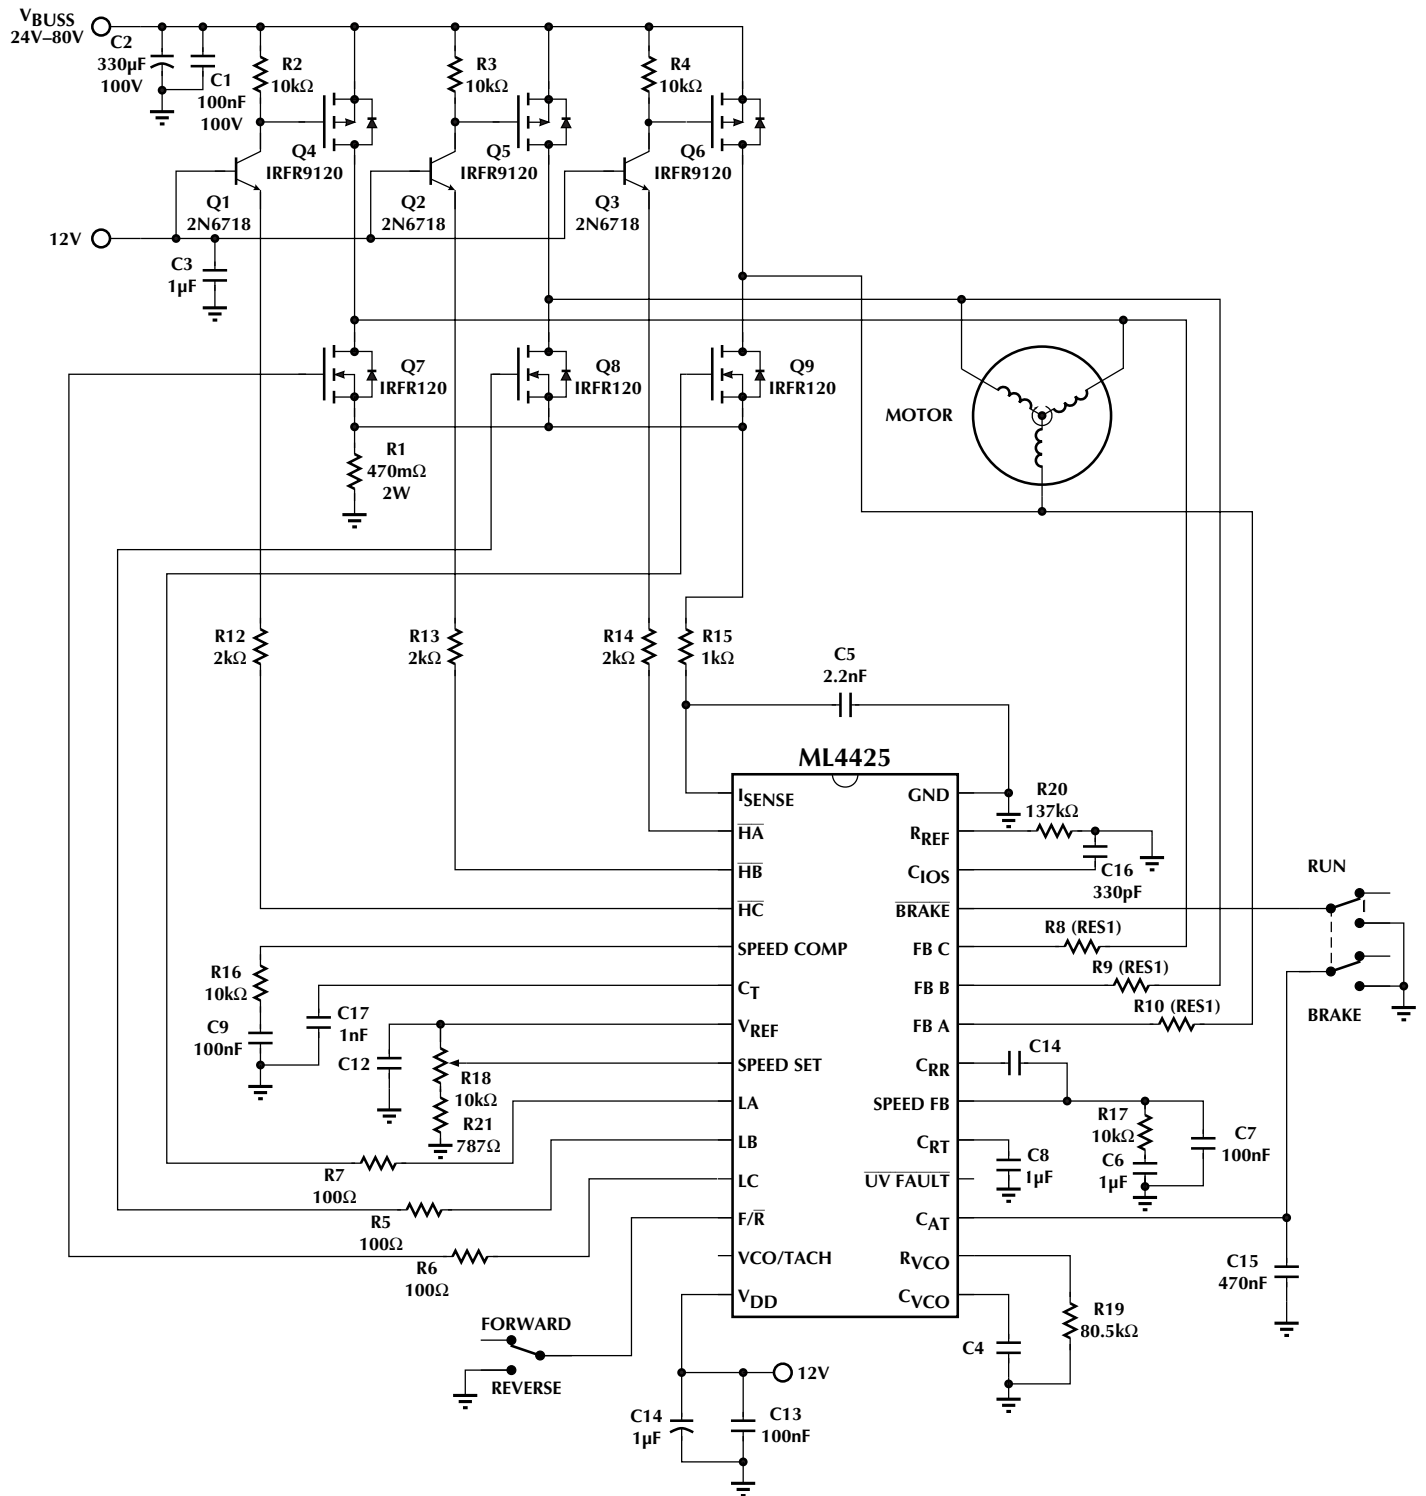 VBUSS
24V–80V
C2
330µF
100V
C1
100nF
100V
R2
10kΩ
R3
10kΩ
R4
10kΩ
Q4
IRFR9120
Q5
IRFR9120
Q6
IRFR9120
Q1
2N6718
Q2
2N6718
Q3
2N6718
12V
C3
1µF
Q7
IRFR120
Q8
IRFR120
Q9
IRFR120
MOTOR
R1
470mΩ
2W
R12
2kΩ
R13
2kΩ
R14
2kΩ
R15
1kΩ
C5
2.2nF
ML4425
ISENSE
HA
HB
HC
SPEED COMP
CT
VREF
SPEED SET
LA
LB
LC
F/R
VCO/TACH
VDD
GND
RREF
CIOS
BRAKE
FB C
FB B
FB A
CRR
SPEED FB
CRT
UV FAULT
CAT
RVCO
CVCO
R20
137kΩ
C16
330pF
RUN
R8 (RES1)
R9 (RES1)
R10 (RES1)
BRAKE
R16
10kΩ
C9
100nF
C17
1nF
C12
R18
10kΩ
R21
787Ω
C14
R17
10kΩ
C6
1µF
C7
100nF
C8
1µF
R7
100Ω
R5
100Ω
R6
100Ω
C15
470nF
R19
80.5kΩ
C4
FORWARD
REVERSE
12V
C14
1µF
C13
100nF